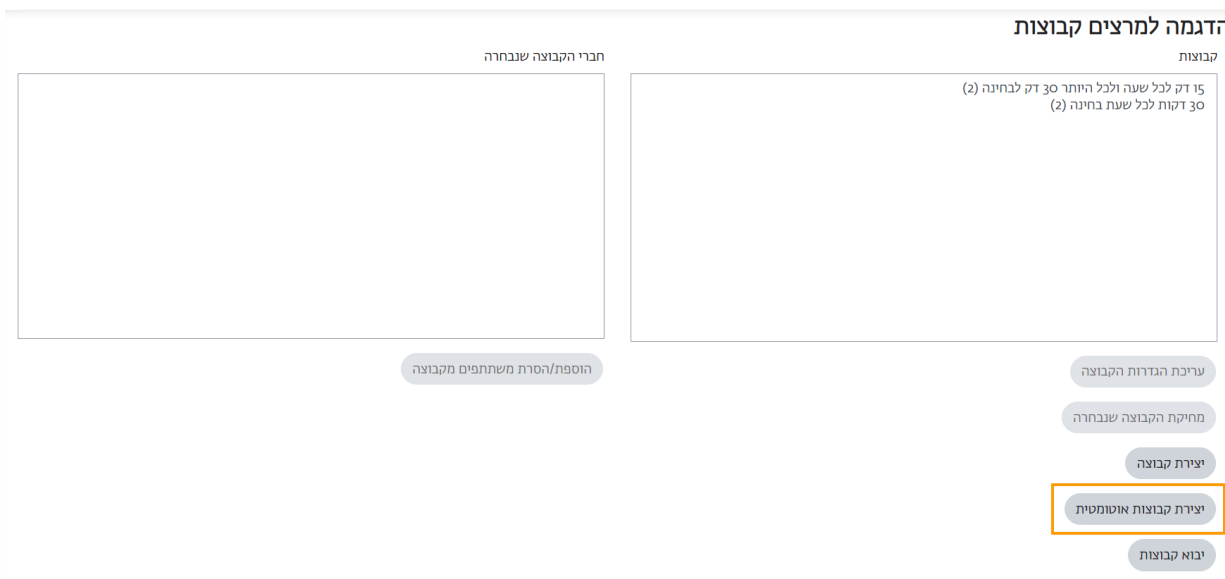 הדגמה למרצים קבוצות
קבוצות
15 דק לכל שעה ולכל היותר 30 דק לבחינה (2)
30 דקות לכל שעת בחינה (2)
עריכת הגדרות הקבוצה
מחיקת הקבוצה שנבחרה
יצירת קבוצה
יצירת קבוצות אוטומטית
יבוא קבוצות
חברי הקבוצה שנבחרה
הוספת/הסרת משתתפים מקבוצה